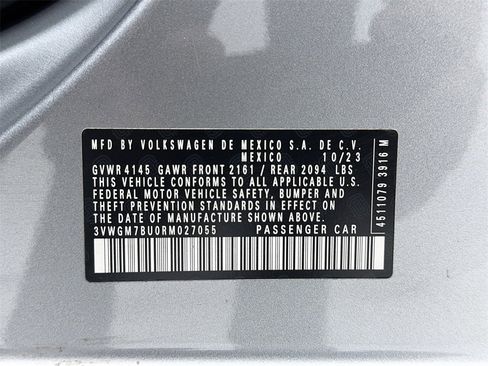 MFD BY VOLKSWAGEN DE MEXICO S.A. DE C.V.
MEXICO 10/23
GVWR 4145 GAWR FRONT 2161 / REAR 2094 LBS
THIS VEHICLE CONFORMS TO ALL APPLICABLE U.S.
FEDERAL MOTOR VEHICLE SAFETY, BUMPER AND
THEFT PREVENTION STANDARDS IN EFFECT ON
THE DATE OF MANUFACTURE SHOWN ABOVE.
3VWGM7BU0RM027055 PASSENGER CAR
4511079 3916 M